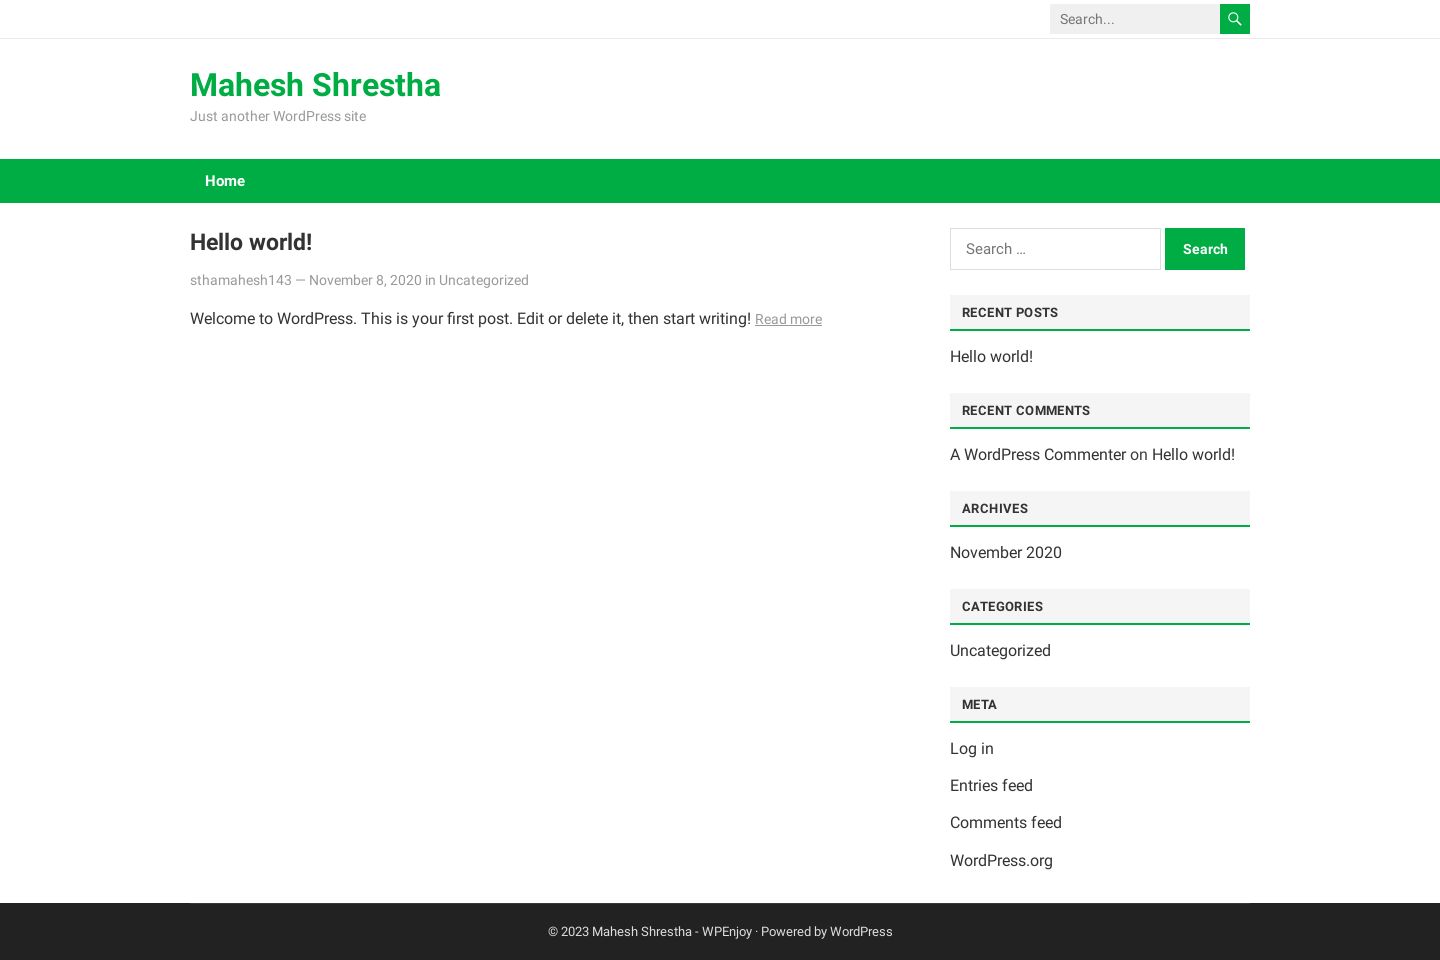 Search...
Mahesh Shrestha
Just another WordPress site
Home
Hello world!
sthamahesh143 — November 8, 2020 in Uncategorized
Welcome to WordPress. This is your first post. Edit or delete it, then start writing! Read more
Search …
Search
RECENT POSTS
Hello world!
RECENT COMMENTS
A WordPress Commenter on Hello world!
ARCHIVES
November 2020
CATEGORIES
Uncategorized
META
Log in
Entries feed
Comments feed
WordPress.org
© 2023 Mahesh Shrestha - WPEnjoy · Powered by WordPress